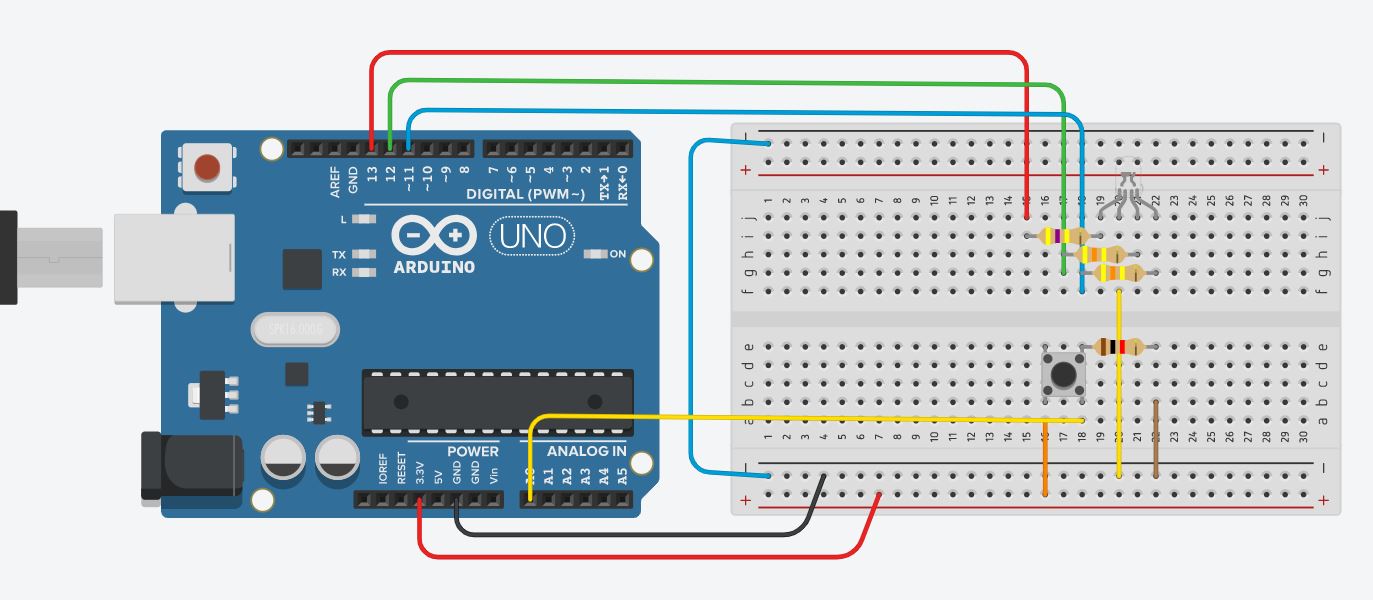 AREF GND 13 12 ~11 ~10 ~9 8 7 ~6 ~5 4 ~3 2 TX→1 RX←0
DIGITAL (PWM~)
L
TX
RX
ARDUINO
UNO
ON
SPK16.000G
POWER
ANALOG IN
IOREF RESET 3.3V 5V GND GND Vin A0 A1 A2 A3 A4 A5
− −
+ +
1 2 3 4 5 6 7 8 9 10 11 12 13 14 15 16 17 18 19 20 21 22 23 24 25 26 27 28 29 30
j j
i i
h h
g g
f f
e e
d d
c c
b b
a a
1 2 3 4 5 6 7 8 9 10 11 12 13 14 15 16 17 18 19 20 21 22 23 24 25 26 27 28 29 30
− −
+ +